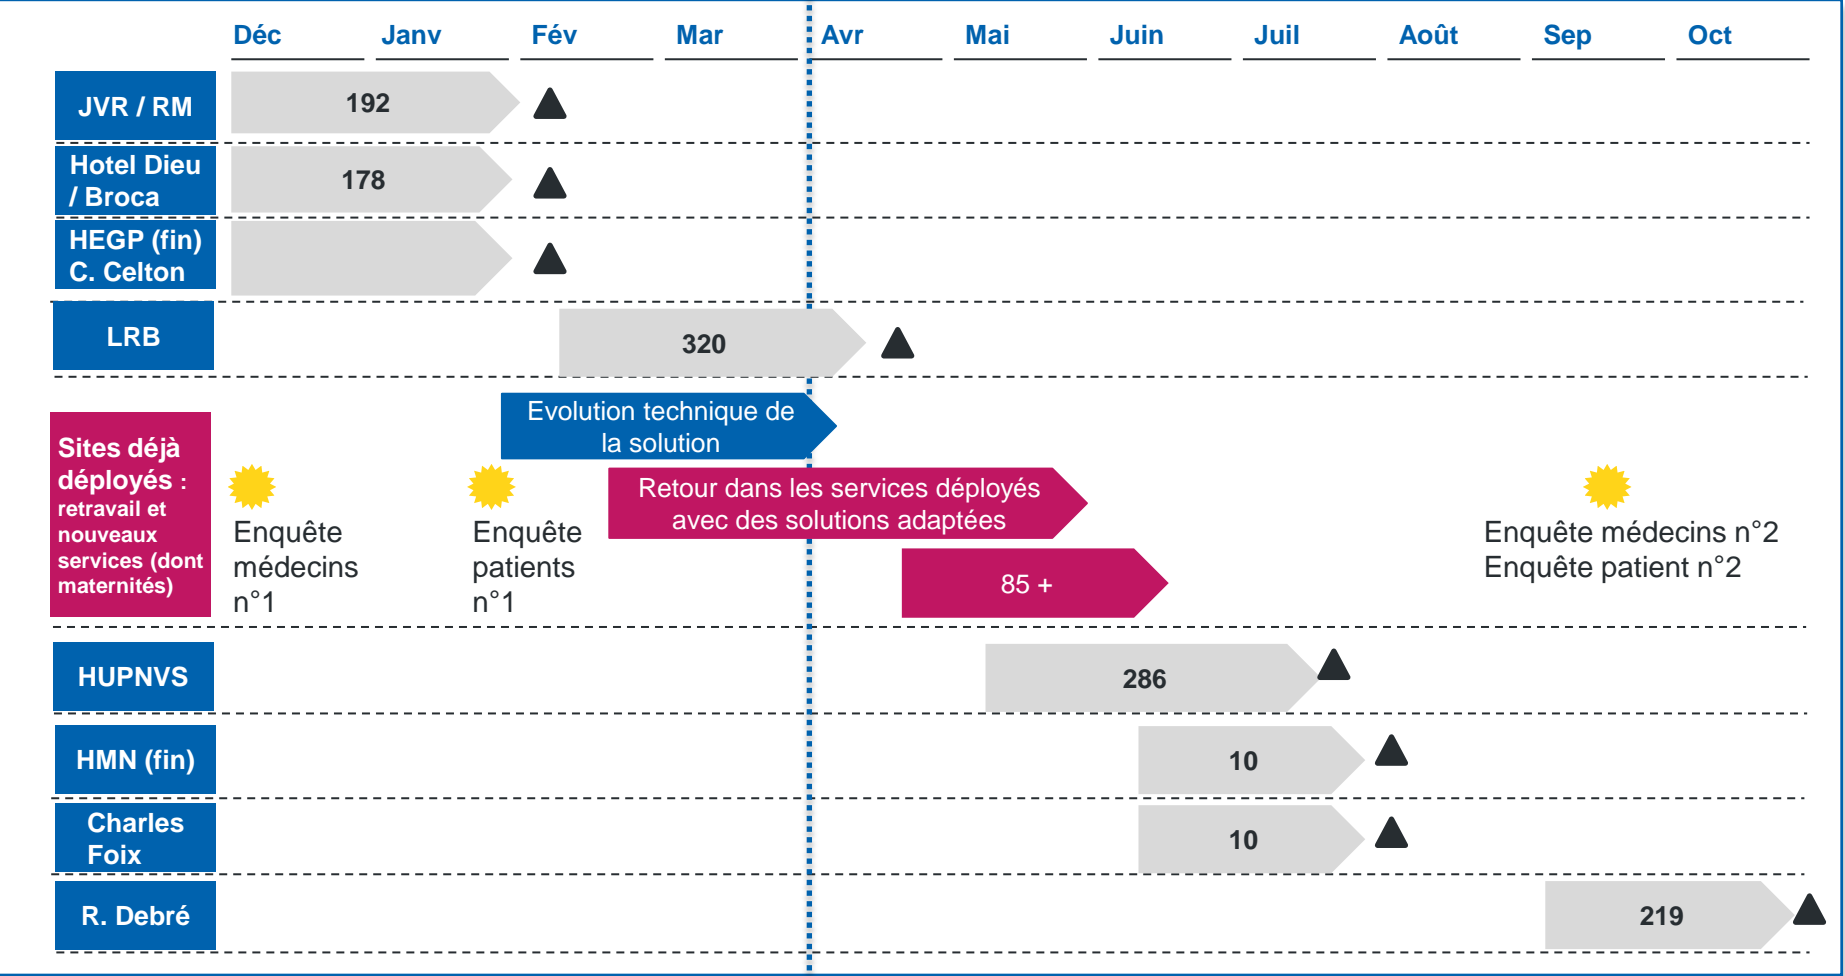 Déc Janv Fév Mar Avr Mai Juin Juil Août Sep Oct
JVR / RM
192
Hotel Dieu
/ Broca
178
HEGP (fin)
C. Celton
LRB
320
Sites déjà
déployés :
retravail et
nouveaux
services (dont
maternités)
Evolution technique de
la solution
Retour dans les services déployés
avec des solutions adaptées
85 +
Enquête
médecins
n°1
Enquête
patients
n°1
Enquête médecins n°2
Enquête patient n°2
HUPNVS
286
HMN (fin)
10
Charles
Foix
10
R. Debré
219